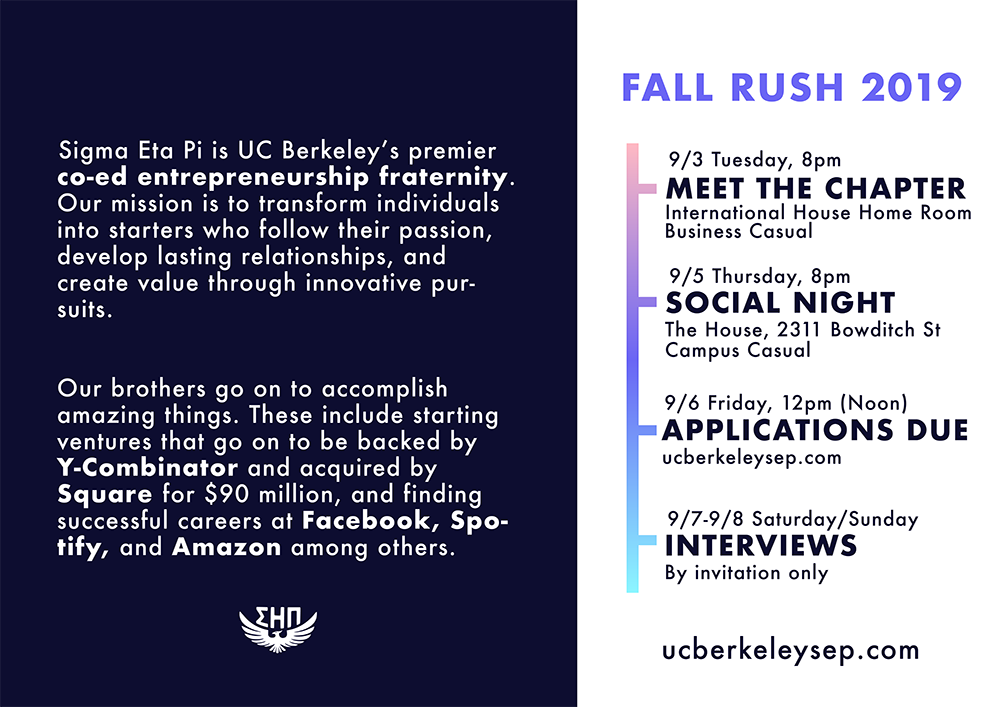 Sigma Eta Pi is UC Berkeley's premier
co-ed entrepreneurship fraternity.
Our mission is to transform individuals
into starters who follow their passion,
develop lasting relationships, and
create value through innovative pur-
suits.
Our brothers go on to accomplish
amazing things. These include starting
ventures that go on to be backed by
Y-Combinator and acquired by
Square for $90 million, and finding
successful careers at Facebook, Spo-
tify, and Amazon among others.
ΣΗΠ
FALL RUSH 2019
9/3 Tuesday, 8pm
MEET THE CHAPTER
International House Home Room
Business Casual
9/5 Thursday, 8pm
SOCIAL NIGHT
The House, 2311 Bowditch St
Campus Casual
9/6 Friday, 12pm (Noon)
APPLICATIONS DUE
ucberkeleysep.com
9/7-9/8 Saturday/Sunday
INTERVIEWS
By invitation only
ucberkeleysep.com